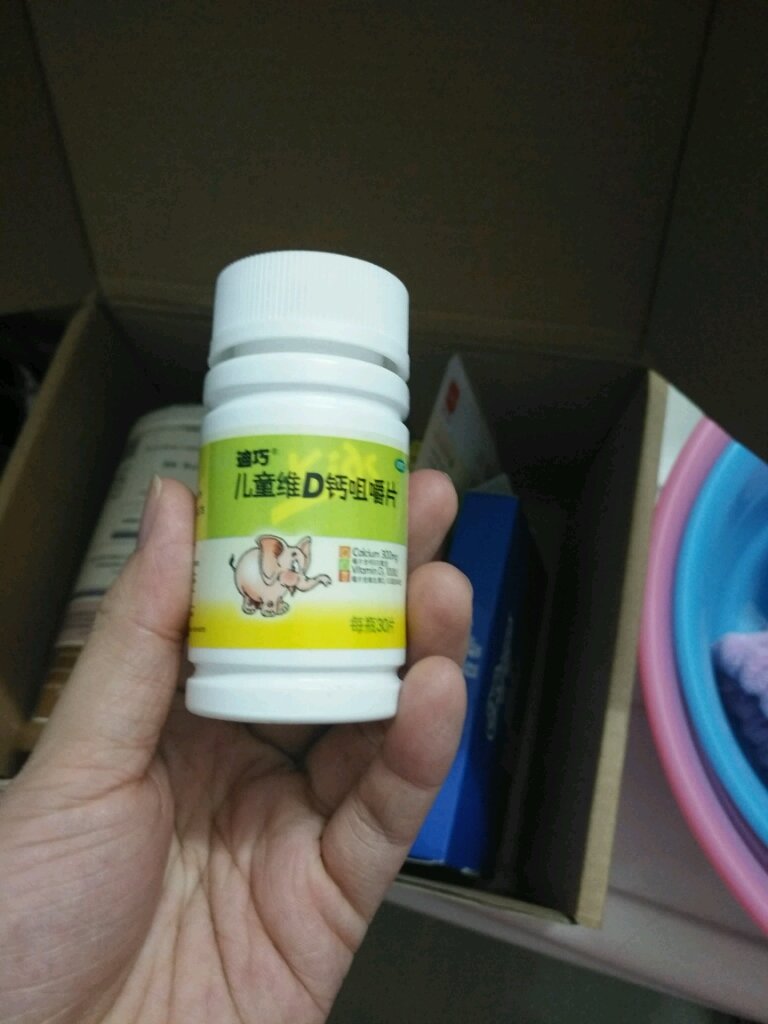 迪巧®
儿童维D钙咀嚼片
Calcium 300mg
Vitamin D₃ 100IU
每瓶30片